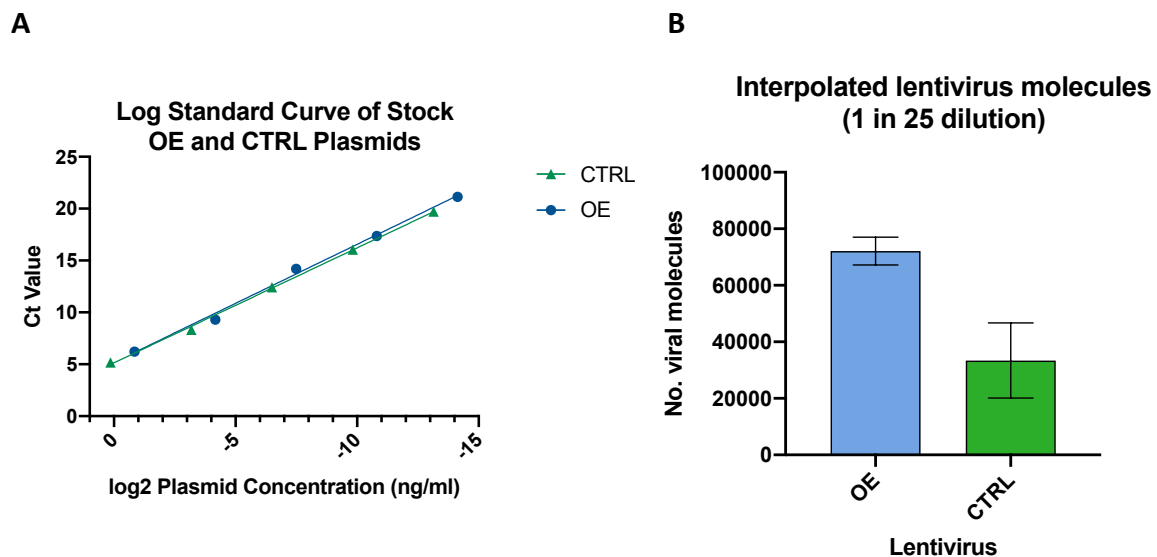 A
Log Standard Curve of Stock
OE and CTRL Plasmids
25
20
15
10
5
0
Ct Value
0
-5
-10
-15
log2 Plasmid Concentration (ng/ml)
CTRL
OE
B
Interpolated lentivirus molecules
(1 in 25 dilution)
100000
80000
60000
40000
20000
0
No. viral molecules
OE
CTRL
Lentivirus